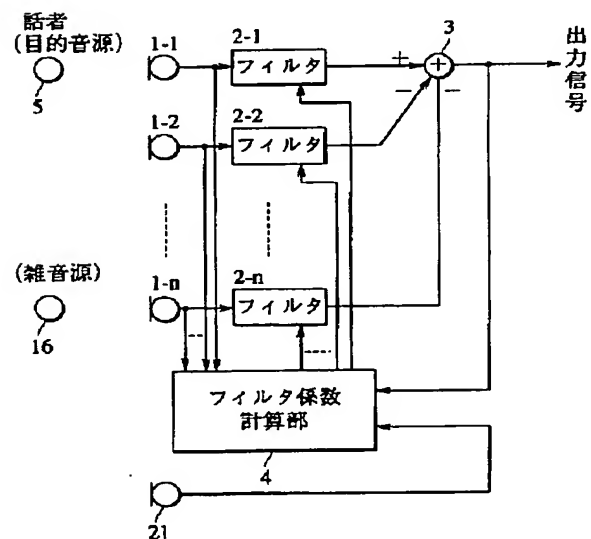 話者
(目的音源)
5
1-1
2-1
フィルタ
+
3
+
出力信号
1-2
2-2
フィルタ
−
−
(雑音源)
16
1-n
2-n
フィルタ
フィルタ係数
計算部
4
21